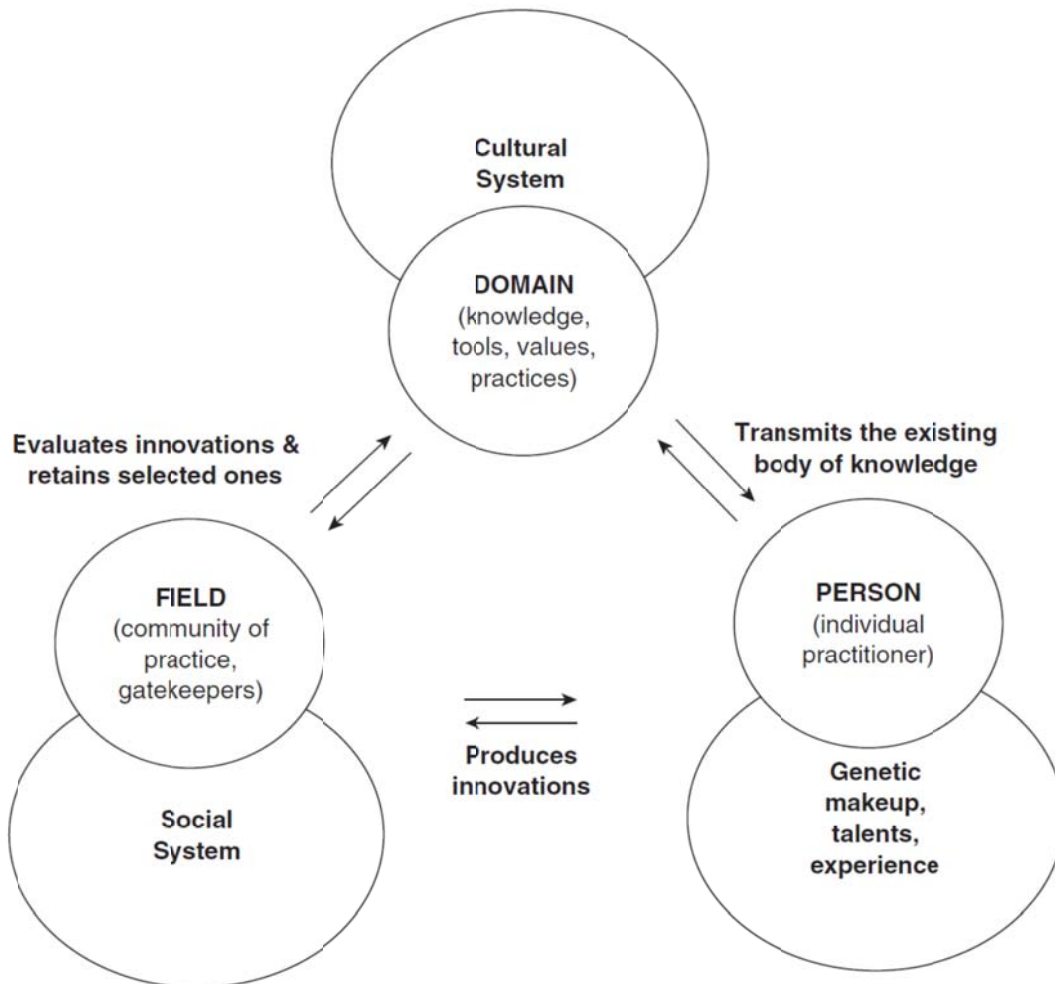 Cultural
System
DOMAIN
(knowledge,
tools, values,
practices)
Evaluates innovations &
retains selected ones
Transmits the existing
body of knowledge
FIELD
(community of
practice,
gatekeepers)
PERSON
(individual
practitioner)
Produces
innovations
Social
System
Genetic
makeup,
talents,
experience